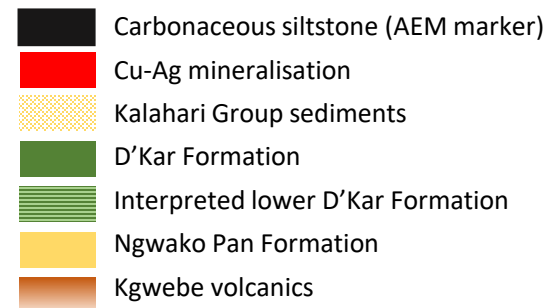 Carbonaceous siltstone (AEM marker)
Cu-Ag mineralisation
Kalahari Group sediments
D’Kar Formation
Interpreted lower D’Kar Formation
Ngwako Pan Formation
Kgwebe volcanics